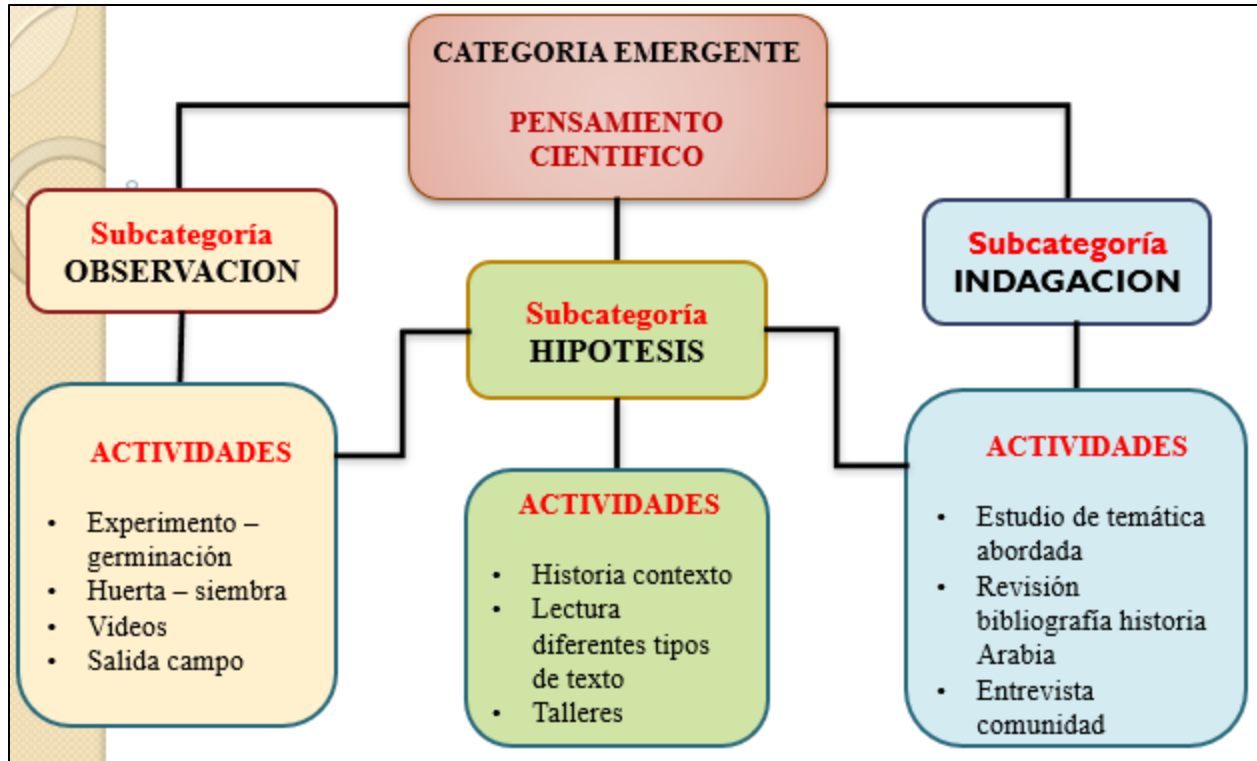 CATEGORIA EMERGENTE
PENSAMIENTO
CIENTIFICO
Subcategoría
OBSERVACION
Subcategoría
HIPOTESIS
Subcategoría
INDAGACION
ACTIVIDADES
• Experimento –
germinación
• Huerta – siembra
• Videos
• Salida campo
ACTIVIDADES
• Historia contexto
• Lectura
diferentes tipos
de texto
• Talleres
ACTIVIDADES
• Estudio de temática
abordada
• Revisión
bibliografía historia
Arabia
• Entrevista
comunidad